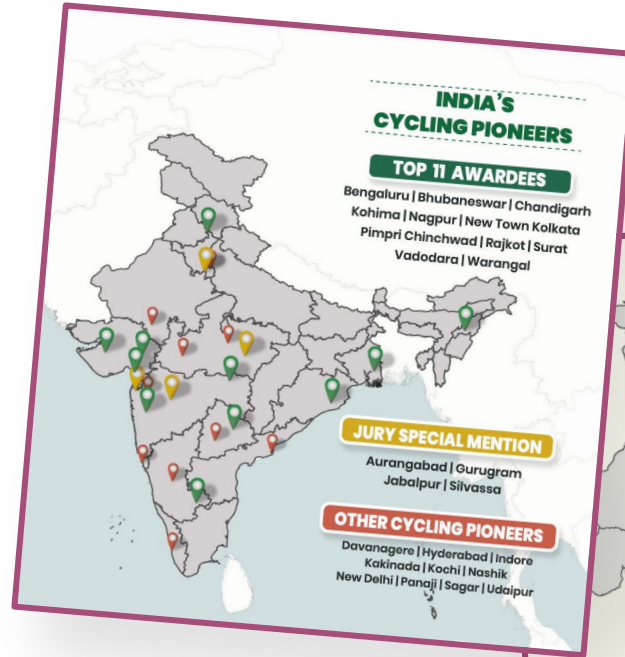 INDIA'S
CYCLING PIONEERS
TOP 11 AWARDEES
Bengaluru | Bhubaneswar | Chandigarh
Kohima | Nagpur | New Town Kolkata
Pimpri Chinchwad | Rajkot | Surat
Vadodara | Warangal
JURY SPECIAL MENTION
Aurangabad | Gurugram
Jabalpur | Silvassa
OTHER CYCLING PIONEERS
Davanagere | Hyderabad | Indore
Kakinada | Kochi | Nashik
New Delhi | Panaji | Sagar | Udaipur